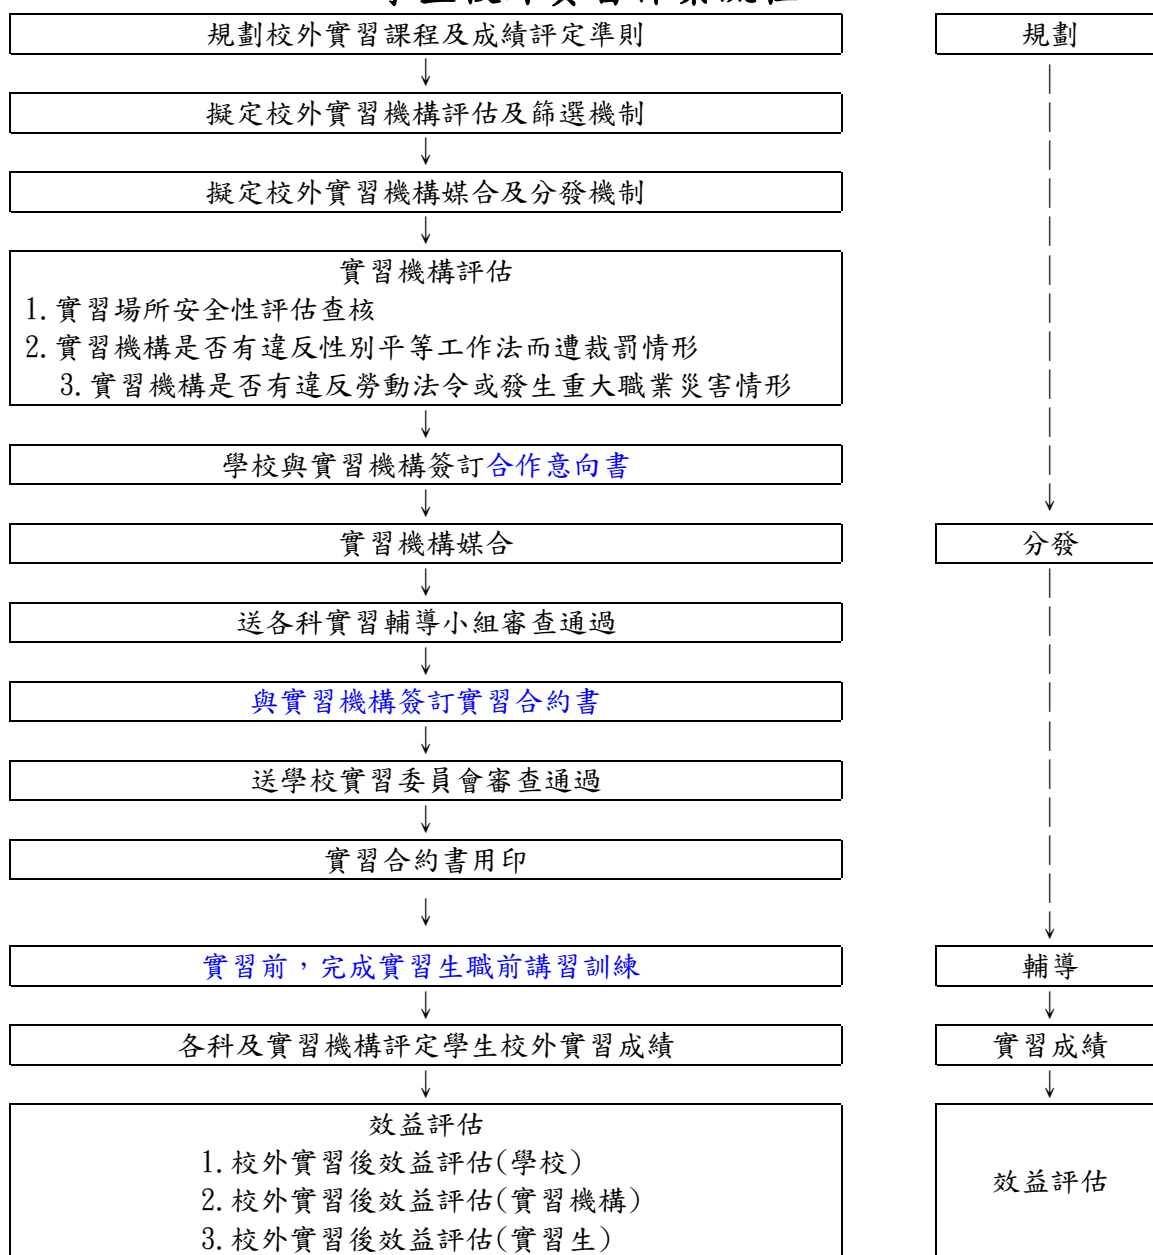 規劃校外實習課程及成績評定準則
規劃
↓
擬定校外實習機構評估及篩選機制
↓
擬定校外實習機構媒合及分發機制
↓
實習機構評估
1.實習場所安全性評估查核
2.實習機構是否有違反性別平等工作法而遭裁罰情形
3.實習機構是否有違反勞動法令或發生重大職業災害情形
↓
學校與實習機構簽訂合作意向書
↓
↓
實習機構媒合
分發
↓
送各科實習輔導小組審查通過
↓
與實習機構簽訂實習合約書
↓
送學校實習委員會審查通過
↓
實習合約書用印
↓
↓
實習前，完成實習生職前講習訓練
輔導
↓
↓
各科及實習機構評定學生校外實習成績
實習成績
↓
↓
效益評估
1.校外實習後效益評估(學校)
2.校外實習後效益評估(實習機構)
3.校外實習後效益評估(實習生)
效益評估